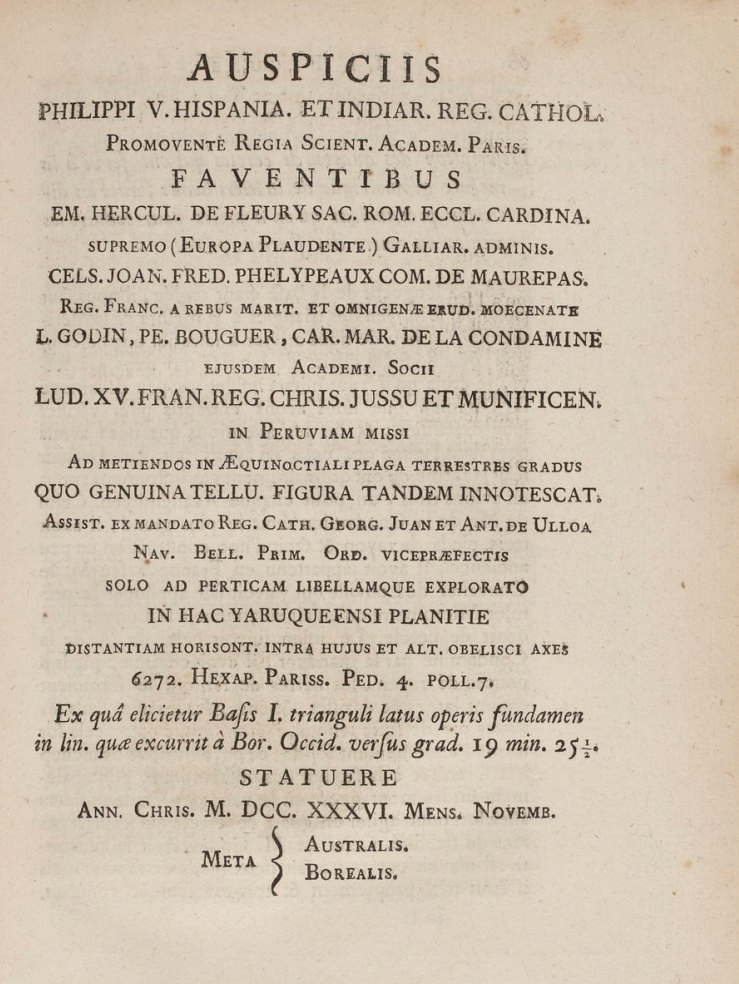 AUSPICIIS
PHILIPPI V. HISPANIA. ET INDIAR. REG. CATHOL.
PROMOVENTE REGIA SCIENT. ACADEM. PARIS.
FAVENTIBUS
EM. HERCUL. DE FLEURY SAC. ROM. ECCL. CARDINA.
SUPREMO (EUROPA PLAUDENTE) GALLIAR. ADMINIS.
CELS. JOAN. FRED. PHELYPEAUX COM. DE MAUREPAS.
REG. FRANC. A REBUS MARIT. ET OMNIGENÆ ERUD. MOECENATE
L. GODIN, PE. BOUGUER, CAR. MAR. DE LA CONDAMINE
EJUSDEM ACADEMI. SOCII
LUD. XV. FRAN. REG. CHRIS. JUSSU ET MUNIFICEN.
IN PERUVIAM MISSI
AD METIENDOS IN ÆQUINOCTIALI PLAGA TERRESTRES GRADUS
QUO GENUINA TELLU. FIGURA TANDEM INNOTESCAT.
ASSIST. EX MANDATO REG. CATH. GEORG. JUAN ET ANT. DE ULLOA
NAV. BELL. PRIM. ORD. VICEPRÆFECTIS
SOLO AD PERTICAM LIBELLAMQUE EXPLORATO
IN HAC YARUQUEENSI PLANITIE
DISTANTIAM HORISONT. INTRA HUJUS ET ALT. OBELISCI AXES
6272. HEXAP. PARISS. PED. 4. POLL. 7.
Ex quâ elicietur Baſis I. trianguli latus operis fundamen
in lin. quæ excurrit à Bor. Occid. verſus grad. 19 min. 25½.
STATUERE
ANN. CHRIS. M. DCC. XXXVI. MENS. NOVEMB.
META { AUSTRALIS.
BOREALIS.